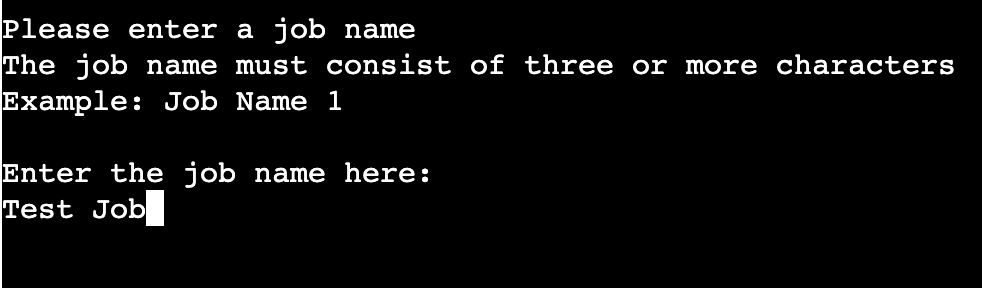 Please enter a job name
The job name must consist of three or more characters
Example: Job Name 1
Enter the job name here:
Test Job